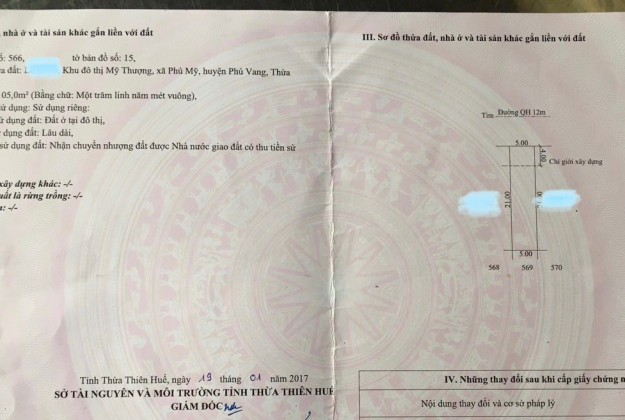 nhà ở và tài sản khác gắn liền với đất
566, tờ bản đồ số: 15,
đất: Khu đô thị Mỹ Thượng, xã Phú Mỹ, huyện Phú Vang, Thừa
05,0m² (Bằng chữ: Một trăm linh năm mét vuông),
sử dụng: Sử dụng riêng:
dụng đất: Đất ở tại đô thị,
dụng đất: Lâu dài,
sử dụng đất: Nhận chuyển nhượng đất được Nhà nước giao đất có thu tiền sử
xây dựng khác: -/-
là rừng trồng: -/-
: -/-
Tỉnh Thừa Thiên Huế, ngày 19 tháng 01 năm 2017
SỞ TÀI NGUYÊN VÀ MÔI TRƯỜNG TỈNH THỪA THIÊN HUẾ
GIÁM ĐỐC
III. Sơ đồ thửa đất, nhà ở và tài sản khác gắn liền với đất
Tim Đường QH 12m
5.00
4.00
Chỉ giới xây dựng
21.00
5.00
568 569 570
IV. Những thay đổi sau khi cấp giấy chứng n
Nội dung thay đổi và cơ sở pháp lý